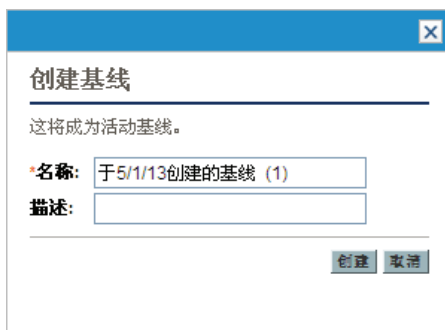 创建基线
这将成为活动基线。
*名称: 于5/1/13创建的基线 (1)
描述:
创建 取消